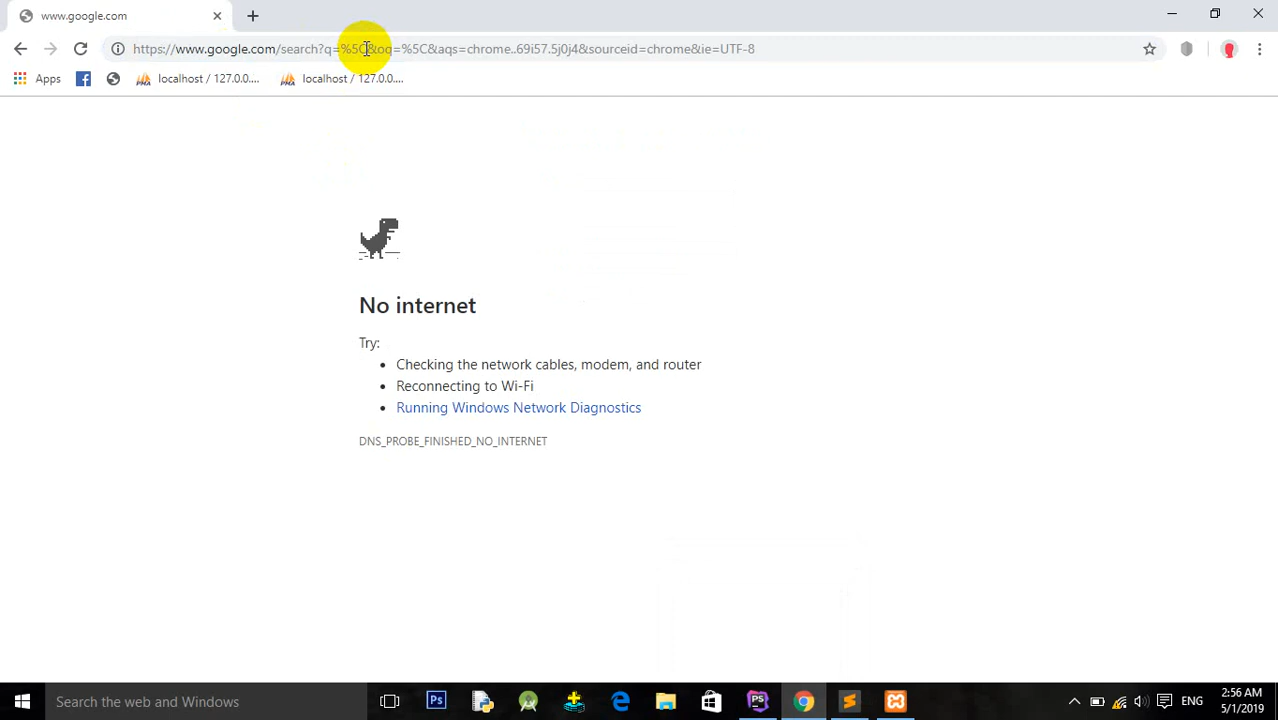 www.google.com
https://www.google.com/search?q=%5C&oq=%5C&aqs=chrome..69i57.5j0j4&sourceid=chrome&ie=UTF-8
Apps
localhost / 127.0.0....
localhost / 127.0.0....
No internet
Try:
Checking the network cables, modem, and router
Reconnecting to Wi-Fi
Running Windows Network Diagnostics
DNS_PROBE_FINISHED_NO_INTERNET
Search the web and Windows
Ps
PS
ENG
2:56 AM
5/1/2019